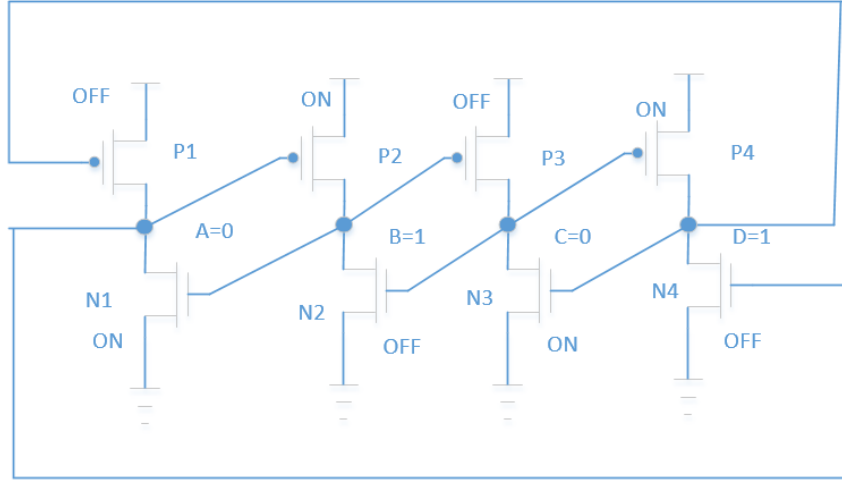 OFF
ON
OFF
ON
P1
P2
P3
P4
A=0
B=1
C=0
D=1
N1
N2
N3
N4
ON
OFF
ON
OFF